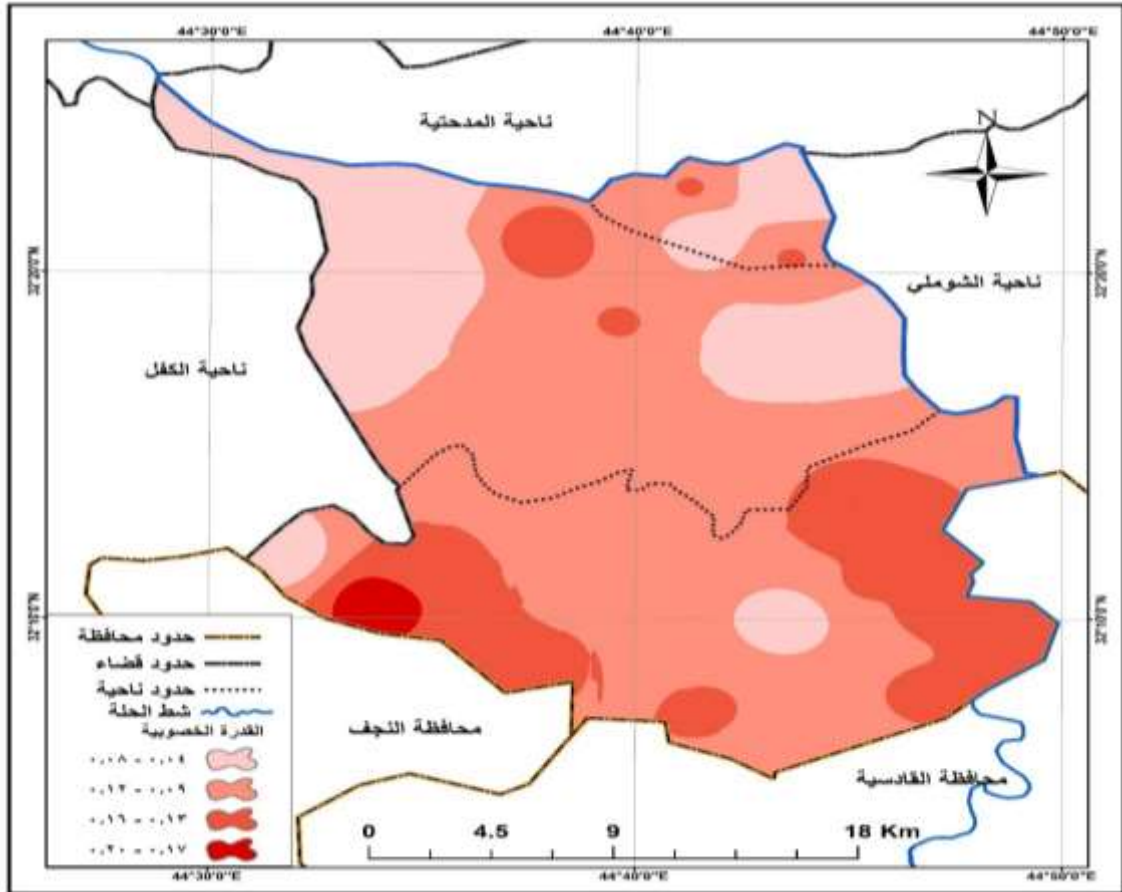 44°30'0"E 44°40'0"E 44°50'0"E
ناحية المدحتية
N
32°20'0"N 32°20'0"N
ناحية الشوملي
ناحية الكفل
32°10'0"N 32°10'0"N
حدود محافظة
حدود قضاء
حدود ناحية
شط الحلة
القدرة الخصوبية
٠,٠٤ – ٠,٠٨
٠,٠٩ – ٠,١٢
٠,١٣ – ٠,١٦
٠,١٧ – ٠,٢٠
محافظة النجف
محافظة القادسية
0 4.5 9 18 Km
44°30'0"E 44°40'0"E 44°50'0"E